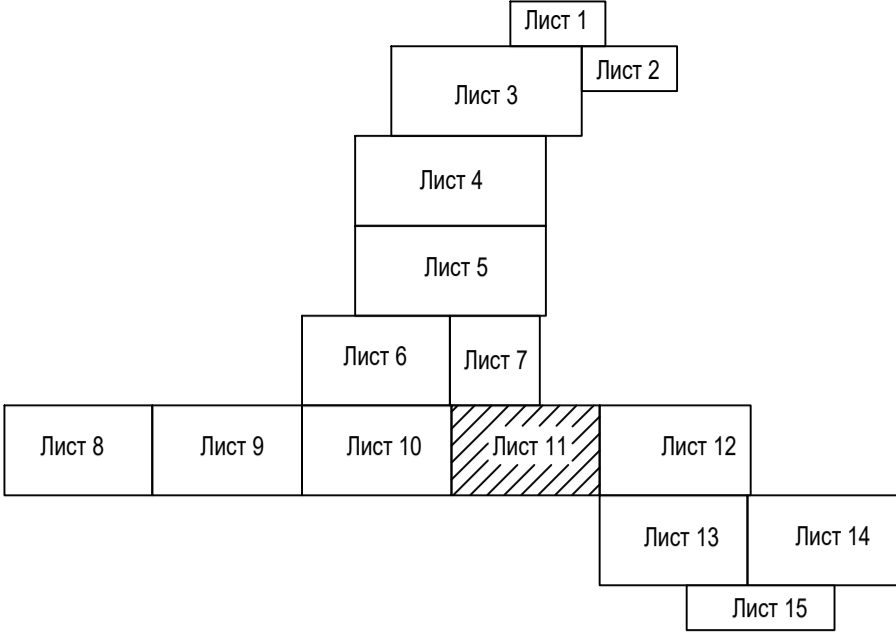 Лист 1
Лист 2
Лист 3
Лист 4
Лист 5
Лист 6
Лист 7
Лист 8
Лист 9
Лист 10
Лист 11
Лист 12
Лист 13
Лист 14
Лист 15